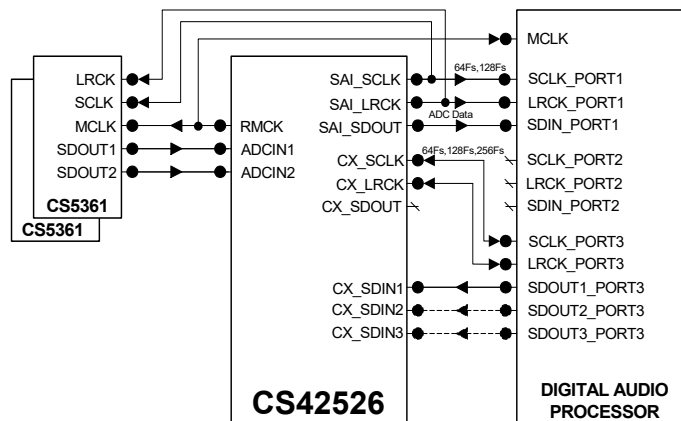 LRCK
SCLK
MCLK
SDOUT1
SDOUT2
CS5361
CS5361
RMCK
ADCIN1
ADCIN2
SAI_SCLK
SAI_LRCK
SAI_SDOUT
CX_SCLK
CX_LRCK
CX_SDOUT
CX_SDIN1
CX_SDIN2
CX_SDIN3
CS42526
64Fs,128Fs
ADC Data
64Fs,128Fs,256Fs
MCLK
SCLK_PORT1
LRCK_PORT1
SDIN_PORT1
SCLK_PORT2
LRCK_PORT2
SDIN_PORT2
SCLK_PORT3
LRCK_PORT3
SDOUT1_PORT3
SDOUT2_PORT3
SDOUT3_PORT3
DIGITAL AUDIO
PROCESSOR